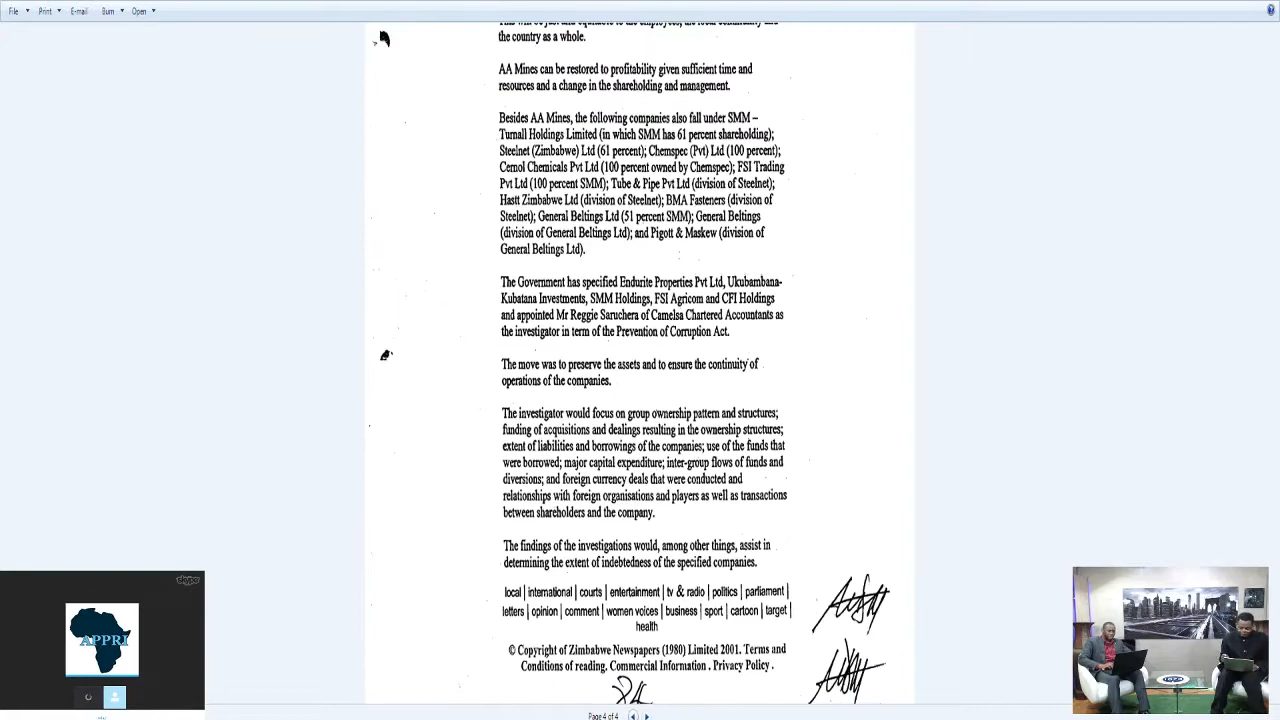 File Print E-mail Burn Open
the country as a whole.
AA Mines can be restored to profitability given sufficient time and
resources and a change in the shareholding and management.
Besides AA Mines, the following companies also fall under SMM –
Turnall Holdings Limited (in which SMM has 61 percent shareholding);
Steelnet (Zimbabwe) Ltd (61 percent); Chemspec (Pvt) Ltd (100 percent);
Cemol Chemicals Pvt Ltd (100 percent owned by Chemspec); FSI Trading
Pvt Ltd (100 percent SMM); Tube & Pipe Pvt Ltd (division of Steelnet);
Hastt Zimbabwe Ltd (division of Steelnet); BMA Fasteners (division of
Steelnet); General Beltings Ltd (51 percent SMM); General Beltings
(division of General Beltings Ltd); and Pigott & Maskew (division of
General Beltings Ltd).
The Government has specified Endurite Properties Pvt Ltd, Ukubambana-
Kubatana Investments, SMM Holdings, FSI Agricom and CFI Holdings
and appointed Mr Reggie Saruchera of Camelsa Chartered Accountants as
the investigator in term of the Prevention of Corruption Act.
The move was to preserve the assets and to ensure the continuity of
operations of the companies.
The investigator would focus on group ownership pattern and structures;
funding of acquisitions and dealings resulting in the ownership structures;
extent of liabilities and borrowings of the companies; use of the funds that
were borrowed; major capital expenditure; inter-group flows of funds and
diversions; and foreign currency deals that were conducted and
relationships with foreign organisations and players as well as transactions
between shareholders and the company.
The findings of the investigations would, among other things, assist in
determining the extent of indebtedness of the specified companies.
local | international | courts | entertainment | tv & radio | politics | parliament |
letters | opinion | comment | women voices | business | sport | cartoon | target |
health
© Copyright of Zimbabwe Newspapers (1980) Limited 2001. Terms and
Conditions of reading. Commercial Information. Privacy Policy.
Page 4 of 4
skype
APPRI